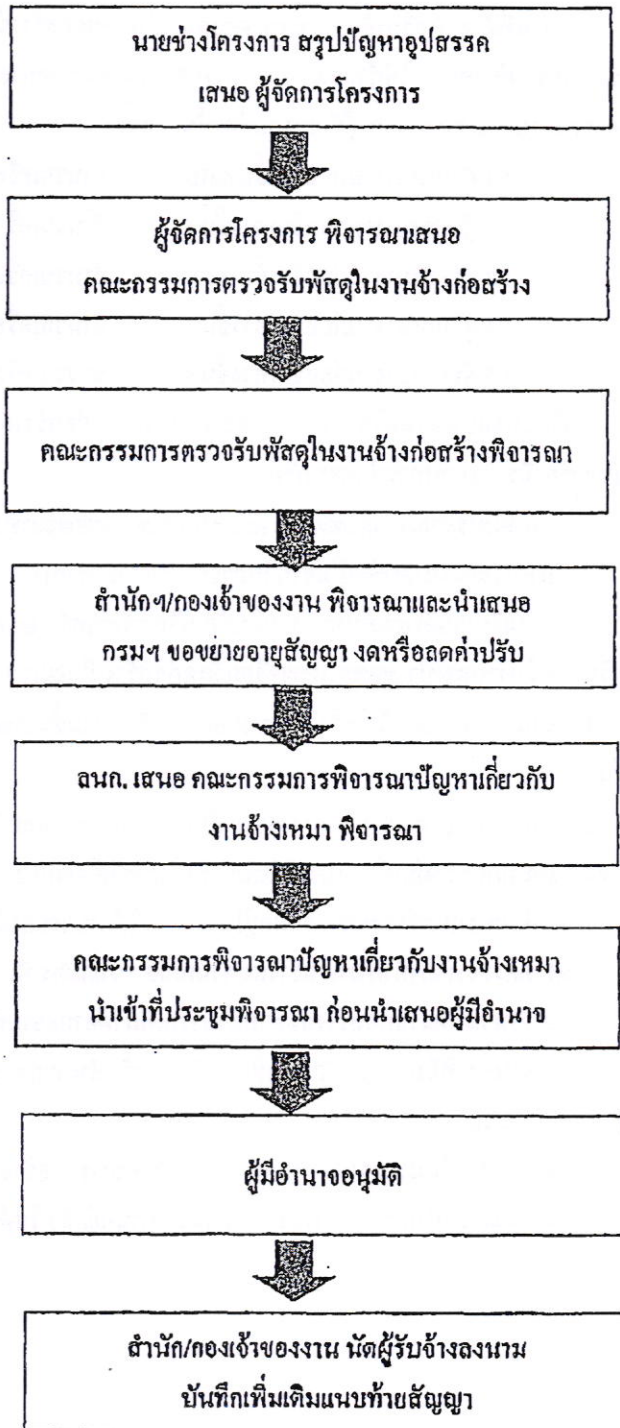 นายช่างโครงการ สรุปปัญหาอุปสรรค
เสนอ ผู้จัดการโครงการ
ผู้จัดการโครงการ พิจารณาเสนอ
คณะกรรมการตรวจรับพัสดุในงานจ้างก่อสร้าง
คณะกรรมการตรวจรับพัสดุในงานจ้างก่อสร้างพิจารณา
สำนักฯ/กองเจ้าของงาน พิจารณาและนำเสนอ
กรมฯ ขอขยายอายุสัญญา งดหรือลดค่าปรับ
ลนก. เสนอ คณะกรรมการพิจารณาปัญหาเกี่ยวกับ
งานจ้างเหมา พิจารณา
คณะกรรมการพิจารณาปัญหาเกี่ยวกับงานจ้างเหมา
นำเข้าที่ประชุมพิจารณา ก่อนนำเสนอผู้มีอำนาจ
ผู้มีอำนาจอนุมัติ
สำนัก/กองเจ้าของงาน นัดผู้รับจ้างลงนาม
บันทึกเพิ่มเติมแนบท้ายสัญญา